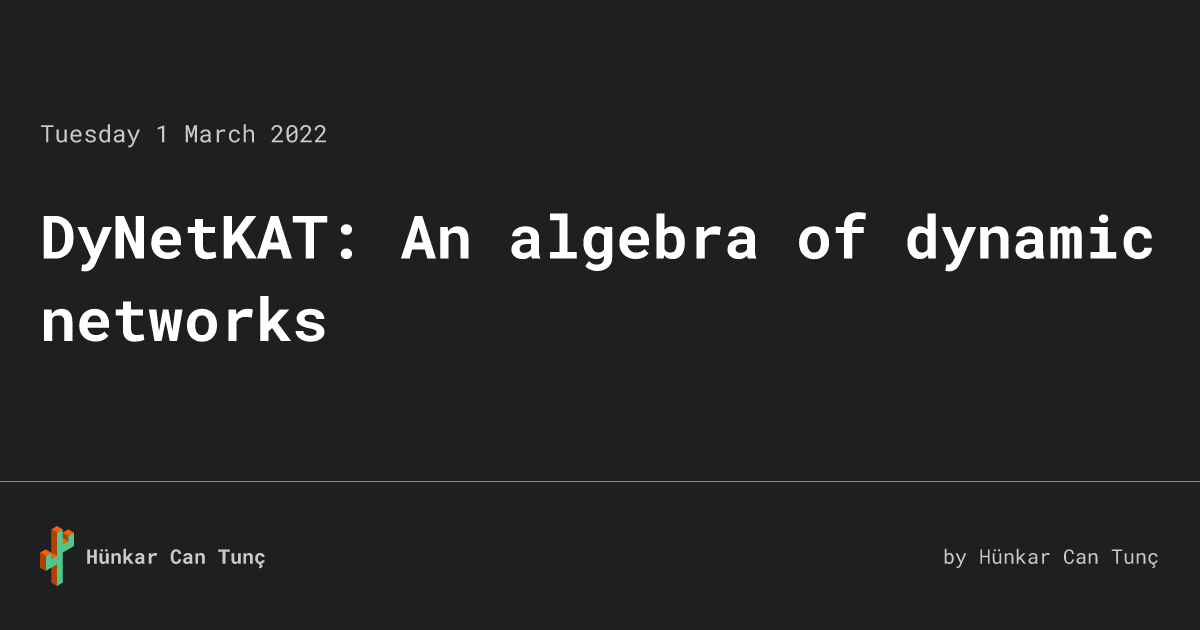 Tuesday 1 March 2022
DyNetKAT: An algebra of dynamic
networks
Hünkar Can Tunç
by Hünkar Can Tunç